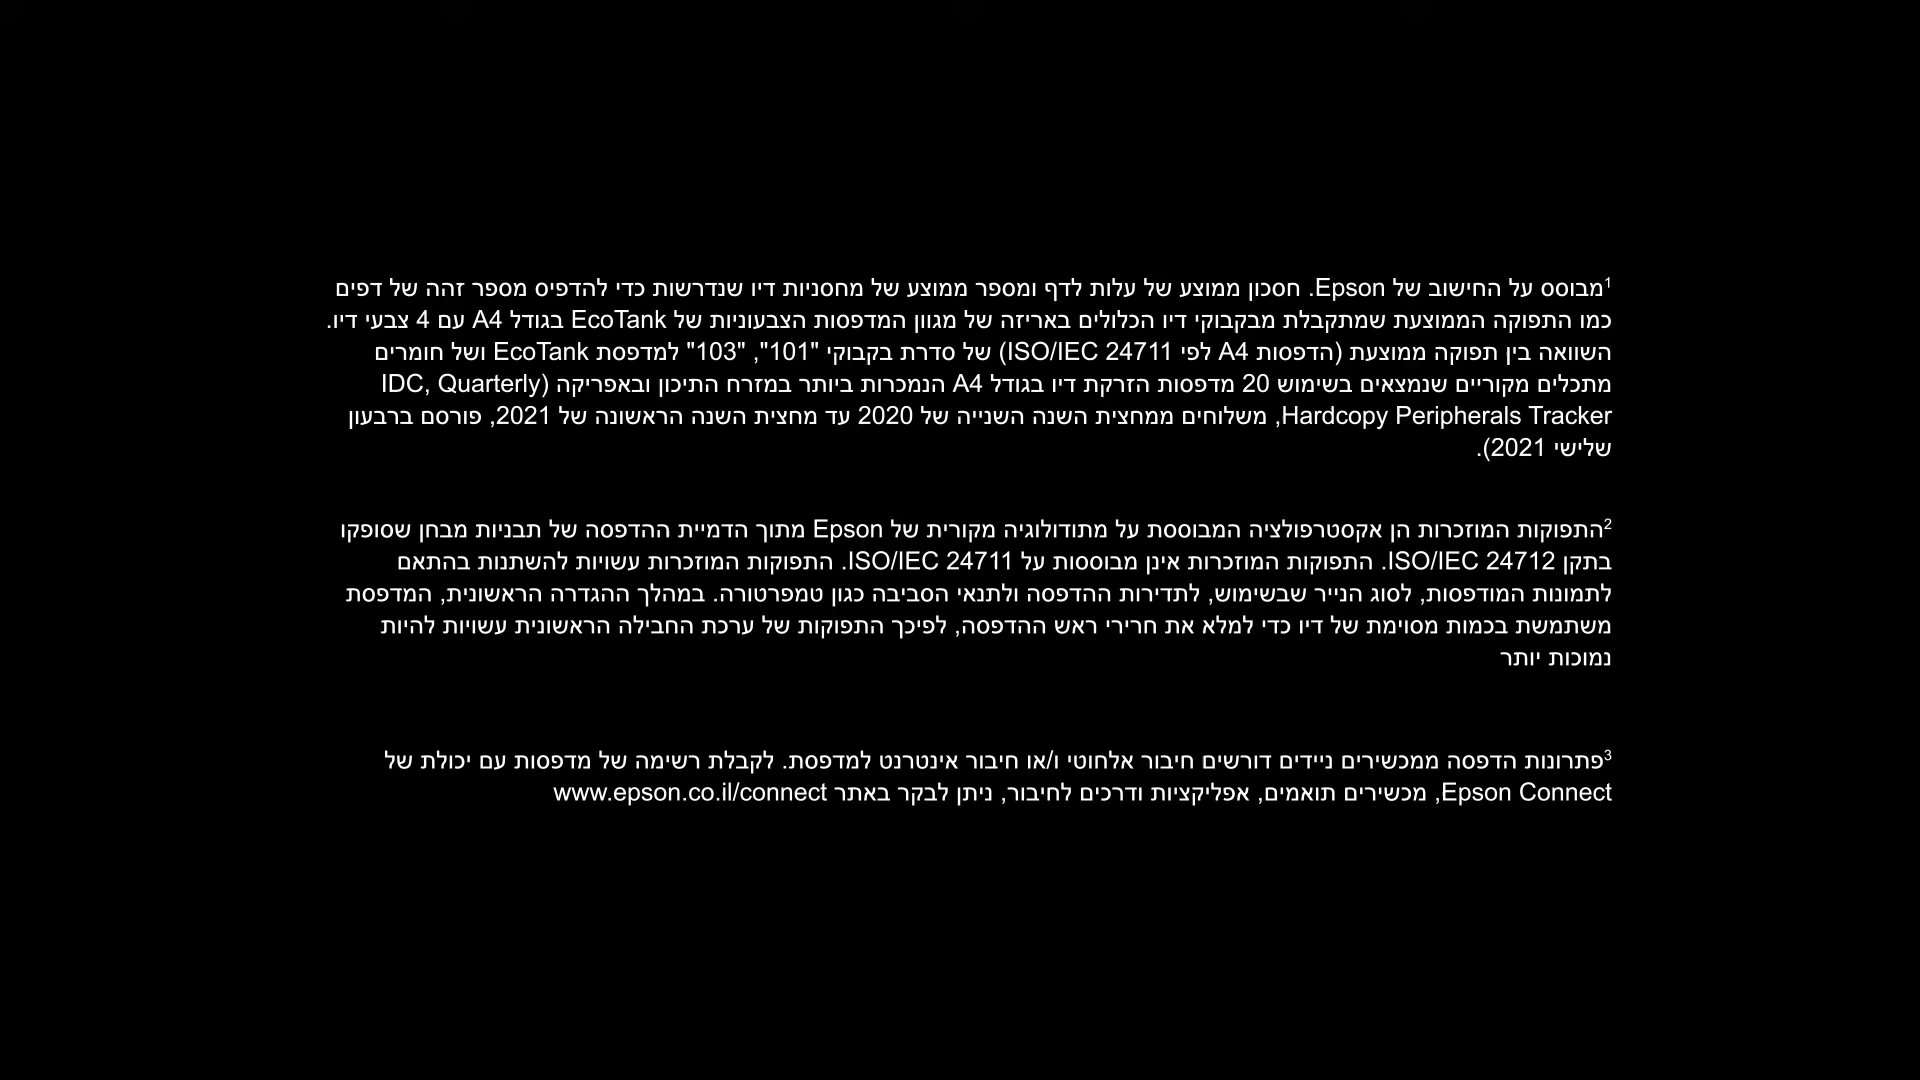 ¹מבוסס על החישוב של Epson. חסכון ממוצע של עלות לדף ומספר ממוצע של מחסניות דיו שנדרשות כדי להדפיס מספר זהה של דפים
כמו התפוקה הממוצעת שמתקבלת מבקבוקי דיו הכלולים באריזה של מגוון המדפסות הצבעוניות של EcoTank בגודל A4 עם 4 צבעי דיו.
השוואה בין תפוקה ממוצעת (הדפסות A4 לפי ISO/IEC 24711) של סדרת בקבוקי "101", "103" למדפסת EcoTank ושל חומרים
מתכלים מקוריים שנמצאים בשימוש 20 מדפסות הזרקת דיו בגודל A4 הנמכרות ביותר במזרח התיכון ובאפריקה (IDC, Quarterly
Hardcopy Peripherals Tracker, משלוחים ממחצית השנה השנייה של 2020 עד מחצית השנה הראשונה של 2021, פורסם ברבעון
שלישי 2021).
²התפוקות המוזכרות הן אקסטרפולציה המבוססת על מתודולוגיה מקורית של Epson מתוך הדמיית ההדפסה של תבניות מבחן שסופקו
בתקן ISO/IEC 24712. התפוקות המוזכרות אינן מבוססות על ISO/IEC 24711. התפוקות המוזכרות עשויות להשתנות בהתאם
לתמונות המודפסות, לסוג הנייר שבשימוש, לתדירות ההדפסה ולתנאי הסביבה כגון טמפרטורה. במהלך ההגדרה הראשונית, המדפסת
משתמשת בכמות מסוימת של דיו כדי למלא את חרירי ראש ההדפסה, לפיכך התפוקות של ערכת החבילה הראשונית עשויות להיות
נמוכות יותר
³פתרונות הדפסה ממכשירים ניידים דורשים חיבור אלחוטי ו/או חיבור אינטרנט למדפסת. לקבלת רשימה של מדפסות עם יכולת של
Epson Connect, מכשירים תואמים, אפליקציות ודרכים לחיבור, ניתן לבקר באתר www.epson.co.il/connect